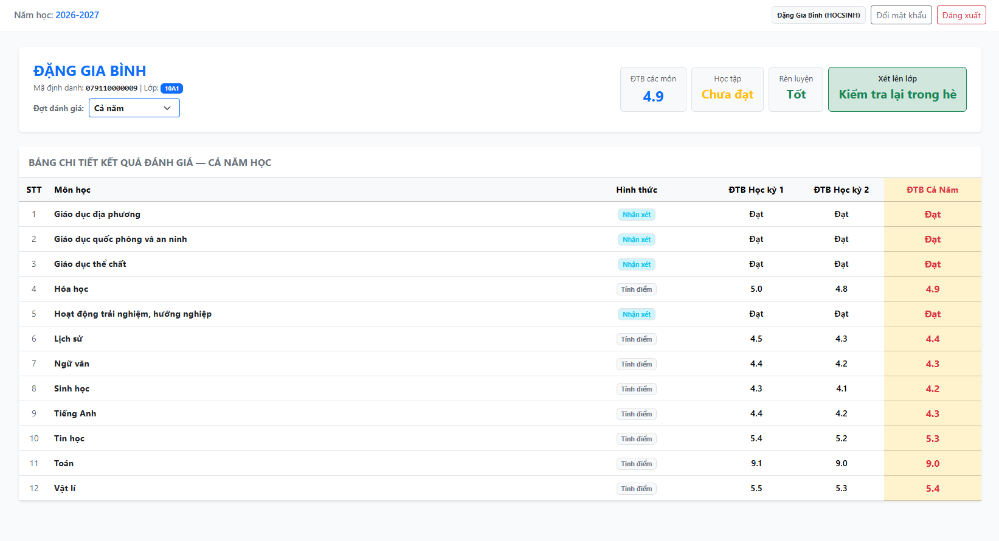 Năm học: 2026-2027
Đặng Gia Bình (HOCSINH) Đổi mật khẩu Đăng xuất
ĐẶNG GIA BÌNH
Mã định danh: 079110000009 | Lớp: 10A1
Đợt đánh giá: Cả năm
ĐTB các môn
4.9
Học tập
Chưa đạt
Rèn luyện
Tốt
Xét lên lớp
Kiểm tra lại trong hè
BẢNG CHI TIẾT KẾT QUẢ ĐÁNH GIÁ — CẢ NĂM HỌC
STT Môn học Hình thức ĐTB Học kỳ 1 ĐTB Học kỳ 2 ĐTB Cả Năm
1 Giáo dục địa phương Nhận xét Đạt Đạt Đạt
2 Giáo dục quốc phòng và an ninh Nhận xét Đạt Đạt Đạt
3 Giáo dục thể chất Nhận xét Đạt Đạt Đạt
4 Hóa học Tính điểm 5.0 4.8 4.9
5 Hoạt động trải nghiệm, hướng nghiệp Nhận xét Đạt Đạt Đạt
6 Lịch sử Tính điểm 4.5 4.3 4.4
7 Ngữ văn Tính điểm 4.4 4.2 4.3
8 Sinh học Tính điểm 4.3 4.1 4.2
9 Tiếng Anh Tính điểm 4.4 4.2 4.3
10 Tin học Tính điểm 5.4 5.2 5.3
11 Toán Tính điểm 9.1 9.0 9.0
12 Vật lí Tính điểm 5.5 5.3 5.4